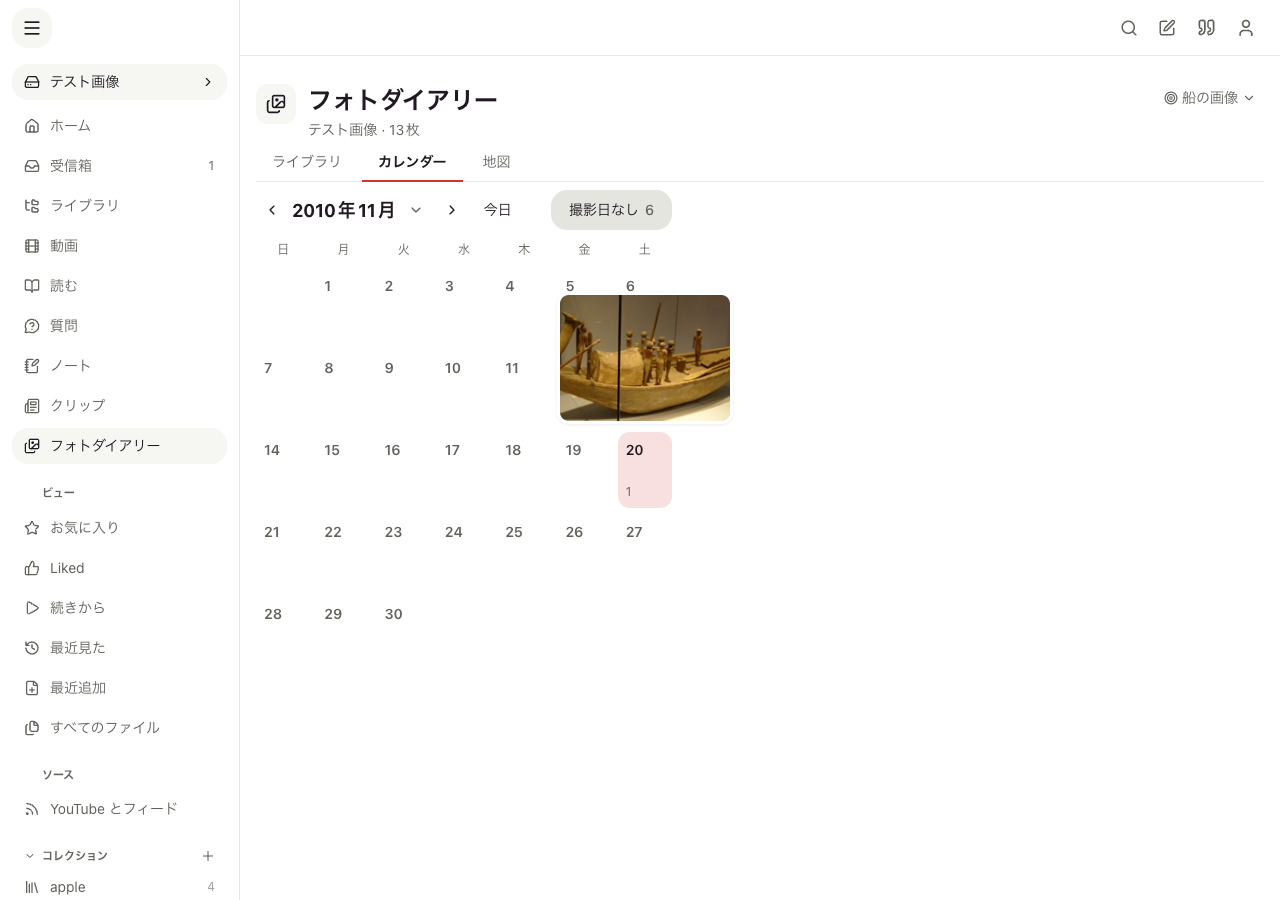 テスト画像
ホーム
受信箱 1
ライブラリ
動画
読む
質問
ノート
クリップ
フォトダイアリー
ビュー
お気に入り
Liked
続きから
最近見た
最近追加
すべてのファイル
ソース
YouTube とフィード
コレクション
apple 4
フォトダイアリー
テスト画像 · 13枚
船の画像
ライブラリ カレンダー 地図
2010年11月 今日 撮影日なし 6
日 月 火 水 木 金 土
1 2 3 4 5 6
7 8 9 10 11
14 15 16 17 18 19 20
1
21 22 23 24 25 26 27
28 29 30